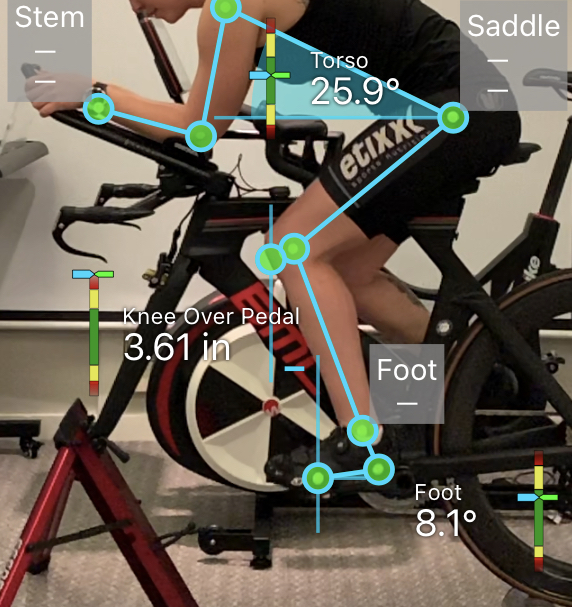 Stem
—
—
Saddle
—
—
Torso
25.9°
etixx
Knee Over Pedal
3.61 in
Foot
—
Foot
8.1°